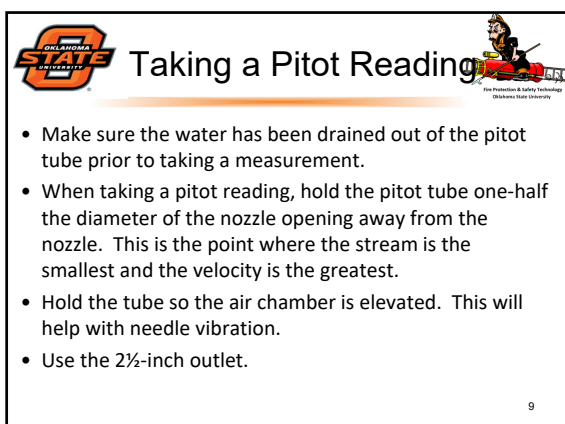 OKLAHOMA
STATE
UNIVERSITY
Taking a Pitot Reading
Fire Protection & Safety Technology
Oklahoma State University
• Make sure the water has been drained out of the pitot
tube prior to taking a measurement.
• When taking a pitot reading, hold the pitot tube one-half
the diameter of the nozzle opening away from the
nozzle.  This is the point where the stream is the
smallest and the velocity is the greatest.
• Hold the tube so the air chamber is elevated.  This will
help with needle vibration.
• Use the 2½-inch outlet.
9